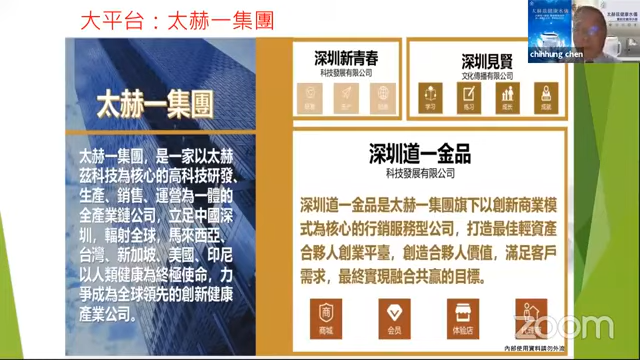 大平台：太赫一集團
chihhung chen
太赫一集團
太赫一集團，是一家以太赫
茲科技為核心的高科技研發、
生產、銷售、運營為一體的
全產業鏈公司，立足中國深
圳，輻射全球，馬來西亞、
台灣、新加坡、美國、印尼
以人類健康為終極使命，力
爭成為全球領先的創新健康
產業公司。
深圳新青春
科技發展有限公司
深圳見賢
文化傳播有限公司
学习
练习
成长
成就
深圳道一金品
科技發展有限公司
深圳道一金品是太赫一集團旗下以創新商業模
式為核心的行銷服務型公司，打造最佳輕資產
合夥人創業平臺，創造合夥人價值，滿足客戶
需求，最終實現融合共贏的目標。
商城
会员
体验店
zoom
內部使用資料請勿外流